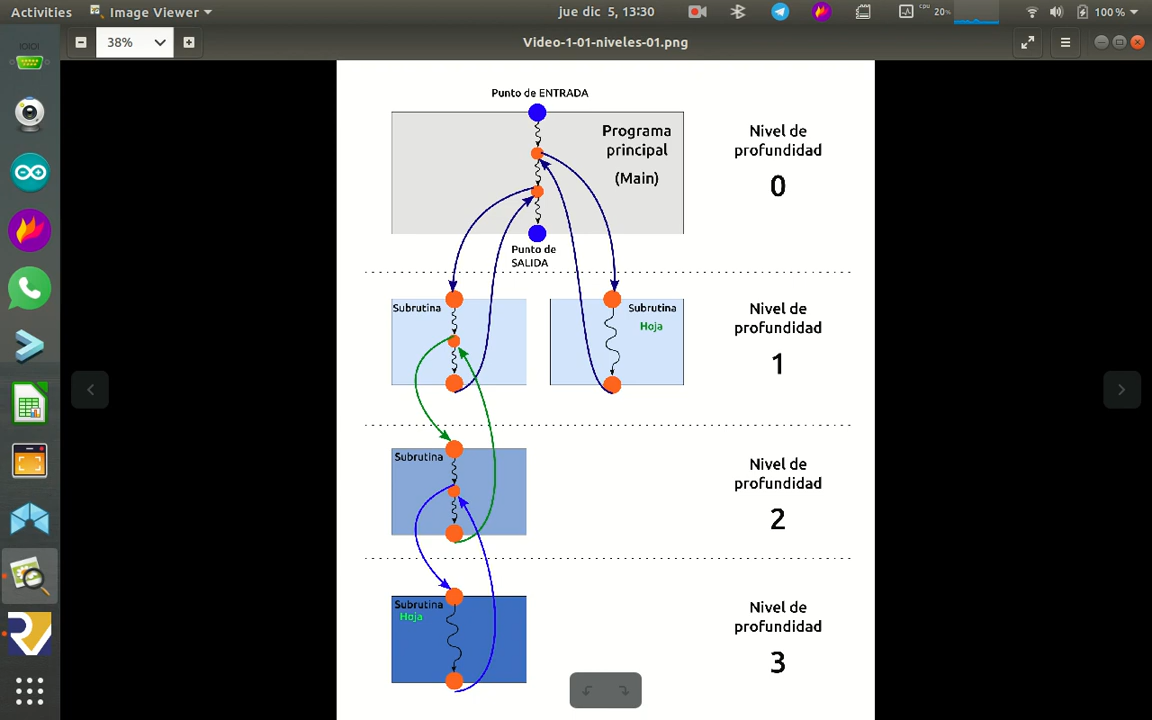 Activities
Image Viewer
jue dic 5, 13:30
cpu
20%
100 %
38%
Video-1-01-niveles-01.png
Punto de ENTRADA
Programa
principal
(Main)
Nivel de
profundidad
0
Punto de
SALIDA
Subrutina
Subrutina
Hoja
Nivel de
profundidad
1
Subrutina
Nivel de
profundidad
2
Subrutina
Hoja
Nivel de
profundidad
3